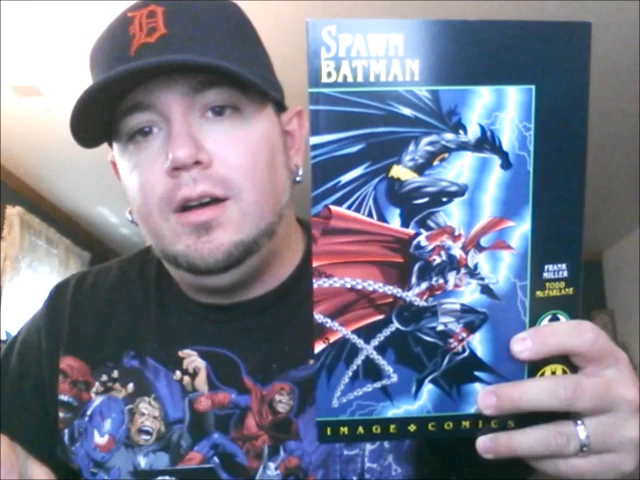 D
SPAWN
BATMAN
FRANK
MILLER
TODD
McFARLANE
IMAGE COMICS